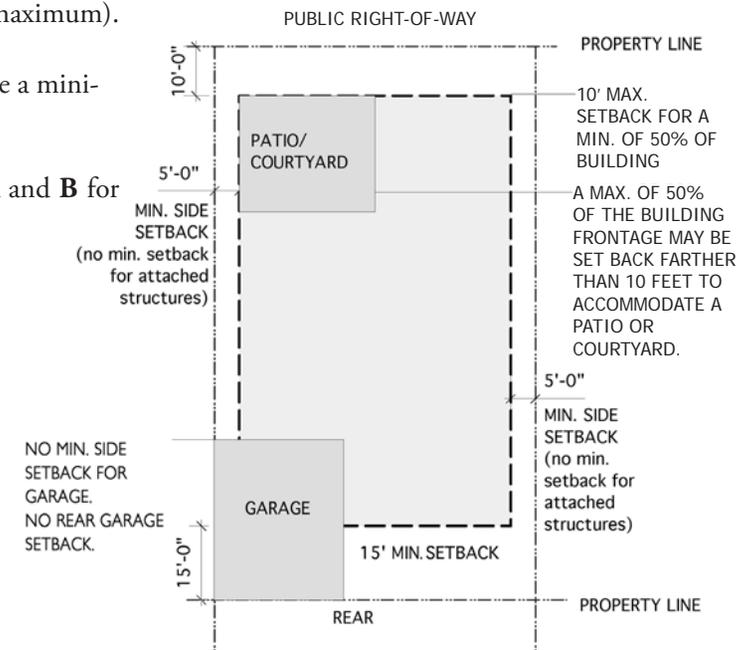 naximum).
e a mini-
and B for
PUBLIC RIGHT-OF-WAY
PROPERTY LINE
10'-0"
10' MAX.
SETBACK FOR A
MIN. OF 50% OF
BUILDING
PATIO/
COURTYARD
5'-0"
MIN. SIDE
SETBACK
(no min. setback
for attached
structures)
A MAX. OF 50%
OF THE BUILDING
FRONTAGE MAY BE
SET BACK FARTHER
THAN 10 FEET TO
ACCOMMODATE A
PATIO OR
COURTYARD.
5'-0"
MIN. SIDE
SETBACK
(no min.
setback for
attached
structures)
NO MIN. SIDE
SETBACK FOR
GARAGE.
NO REAR GARAGE
SETBACK.
GARAGE
15'-0"
15' MIN. SETBACK
PROPERTY LINE
REAR